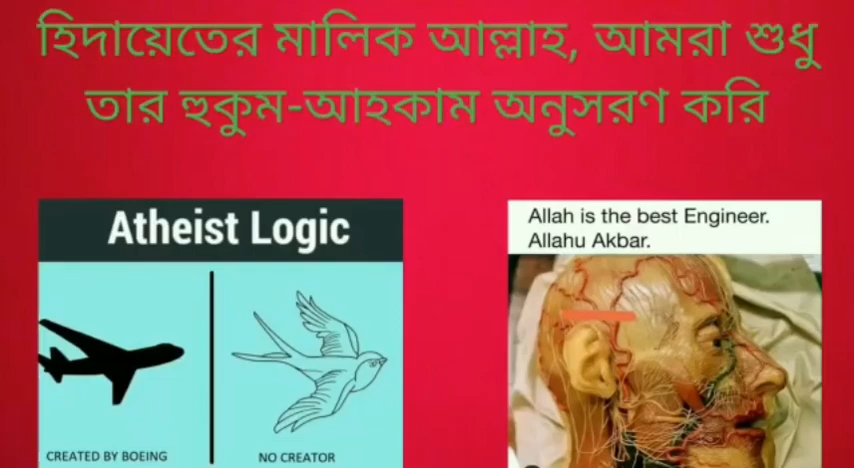 হিদায়েতের মালিক আল্লাহ, আমরা শুধু
তার হুকুম-আহকাম অনুসরণ করি
Atheist Logic
CREATED BY BOEING
NO CREATOR
Allah is the best Engineer.
Allahu Akbar.